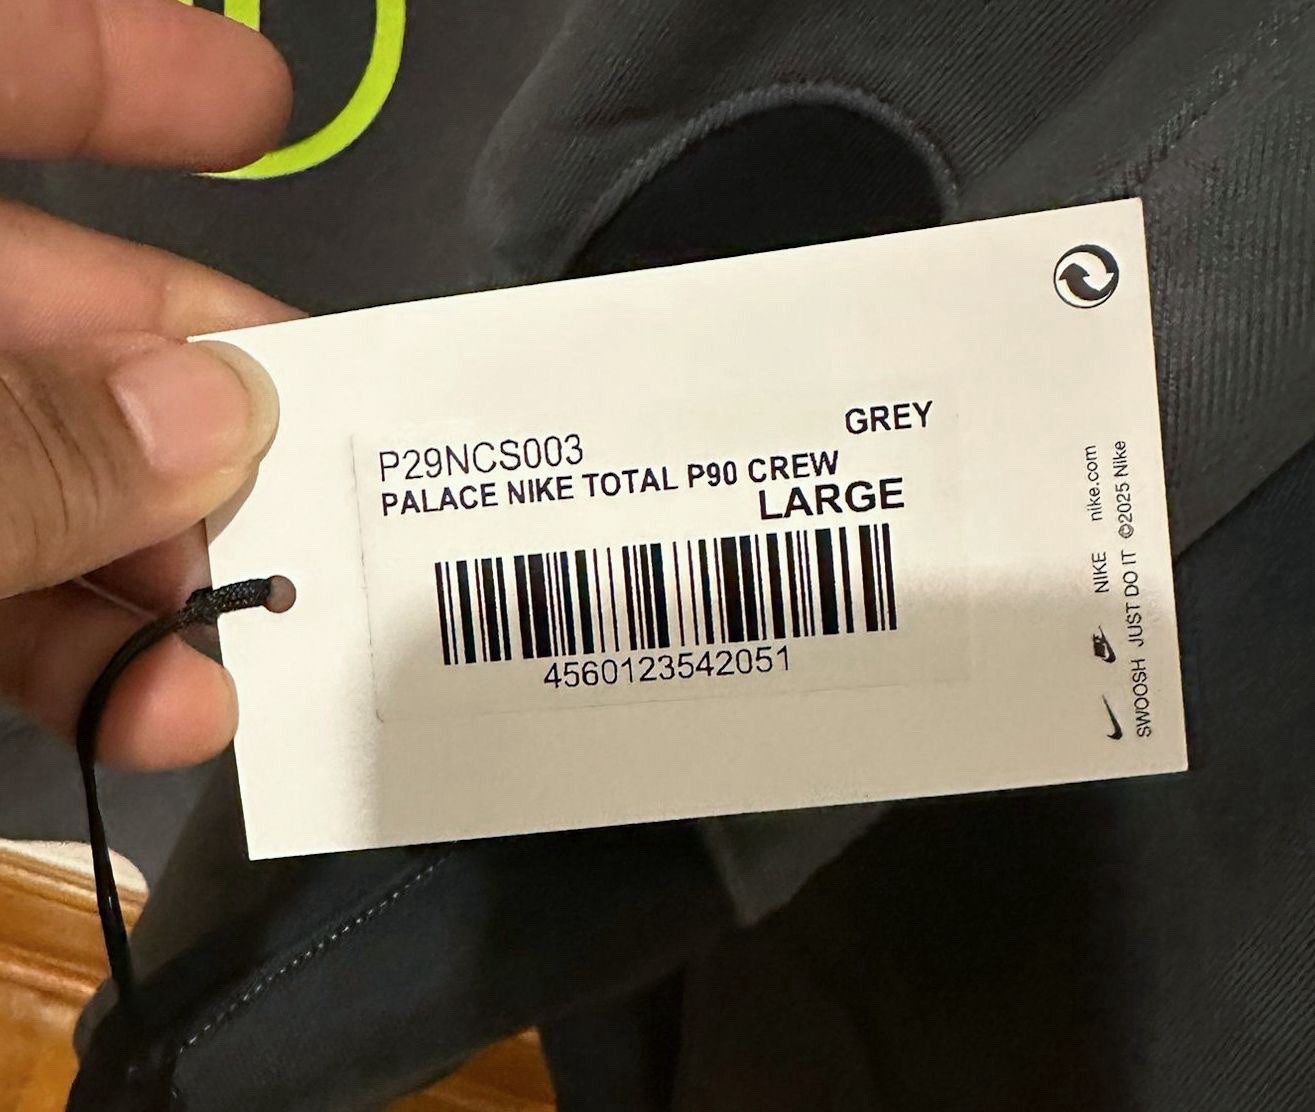 GREY
P29NCS003
PALACE NIKE TOTAL P90 CREW
LARGE
4560123542051
NIKE nike.com
SWOOSH JUST DO IT ©2025 Nike